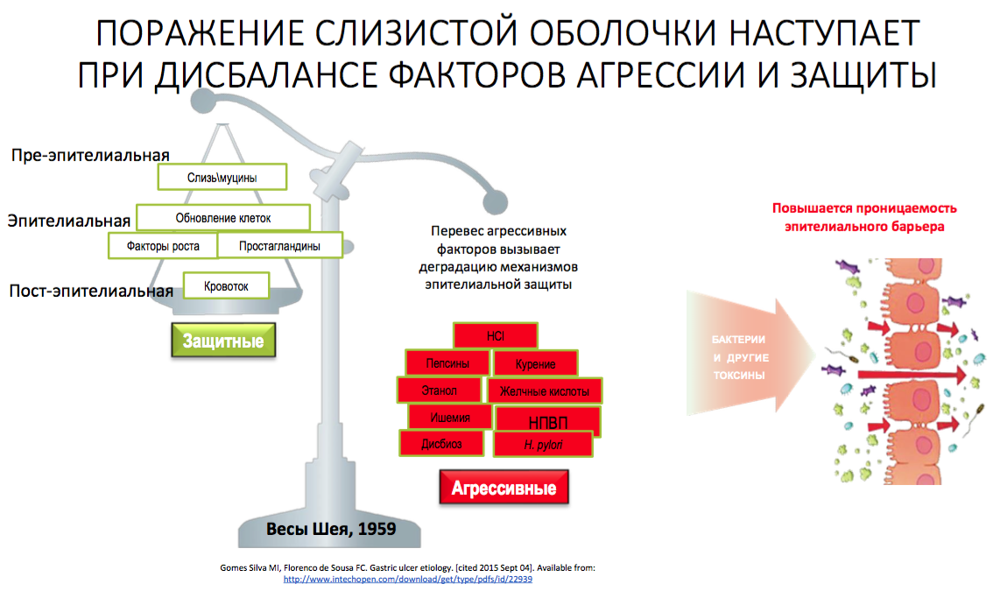 ПОРАЖЕНИЕ СЛИЗИСТОЙ ОБОЛОЧКИ НАСТУПАЕТ
ПРИ ДИСБАЛАНСЕ ФАКТОРОВ АГРЕССИИ И ЗАЩИТЫ
Пре-эпителиальная
Слизь\муцины
Эпителиальная
Обновление клеток
Факторы роста
Простагландины
Пост-эпителиальная
Кровоток
Защитные
Перевес агрессивных
факторов вызывает
деградацию механизмов
эпителиальной защиты
HCl
Пепсины
Курение
Этанол
Желчные кислоты
Ишемия
НПВП
Дисбиоз
H. pylori
Агрессивные
Повышается проницаемость
эпителиального барьера
БАКТЕРИИ
И ДРУГИЕ
ТОКСИНЫ
Весы Шея, 1959
Gomes Silva MI, Florenco de Sousa FC. Gastric ulcer etiology. [cited 2015 Sept 04]. Available from:
http://www.intechopen.com/download/get/type/pdfs/id/22939